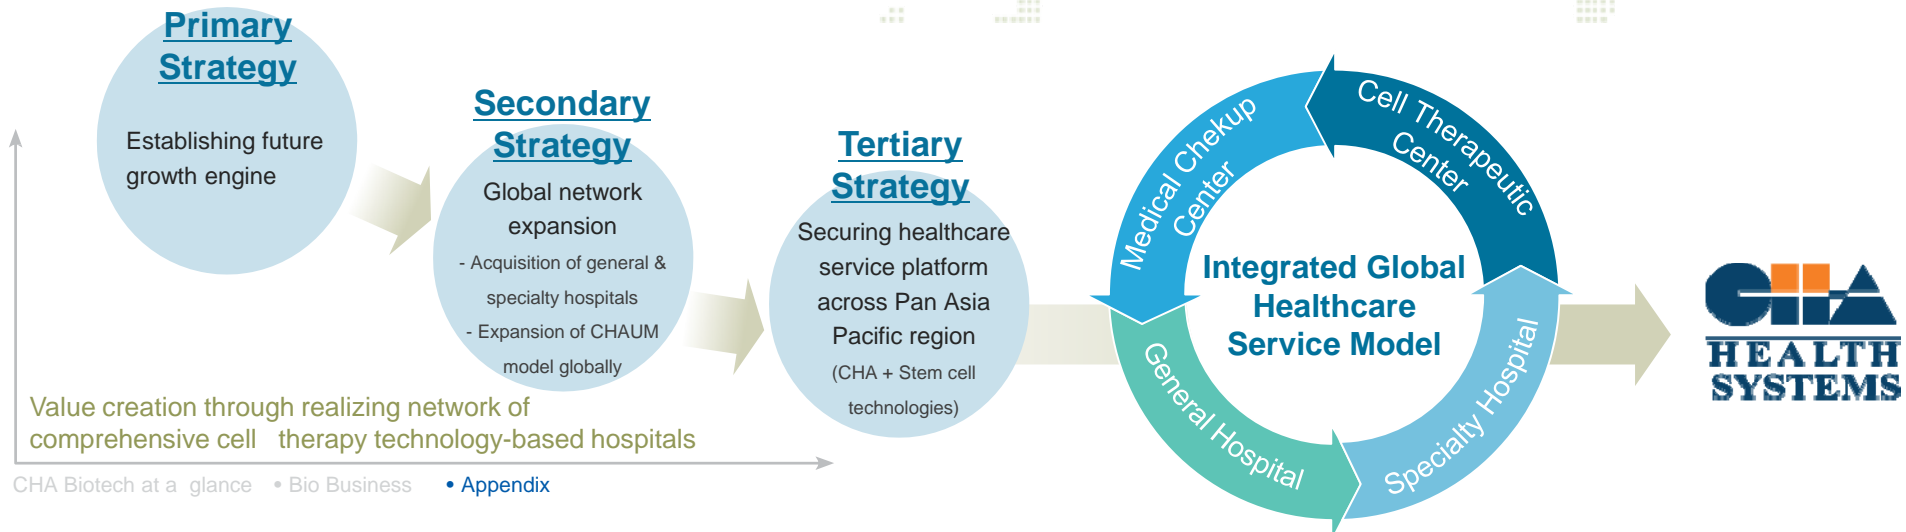 Primary
Strategy
Establishing future
growth engine
Secondary
Strategy
Global network
expansion
- Acquisition of general &
specialty hospitals
- Expansion of CHAUM
model globally
Tertiary
Strategy
Securing healthcare
service platform
across Pan Asia
Pacific region
(CHA + Stem cell
technologies)
Medical Chekup
Center
Cell Therapeutic
Center
General Hospital
Specialty Hospital
Integrated Global
Healthcare
Service Model
CHA
HEALTH
SYSTEMS
Value creation through realizing network of
comprehensive cell therapy technology-based hospitals
CHA Biotech at a glance • Bio Business • Appendix